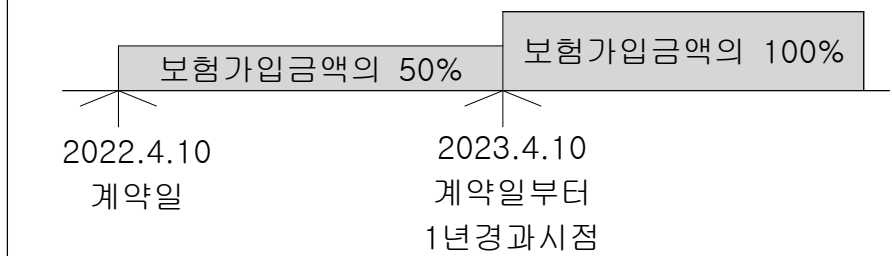 보험가입금액의 50%
보험가입금액의 100%
2022.4.10
계약일
2023.4.10
계약일부터
1년경과시점